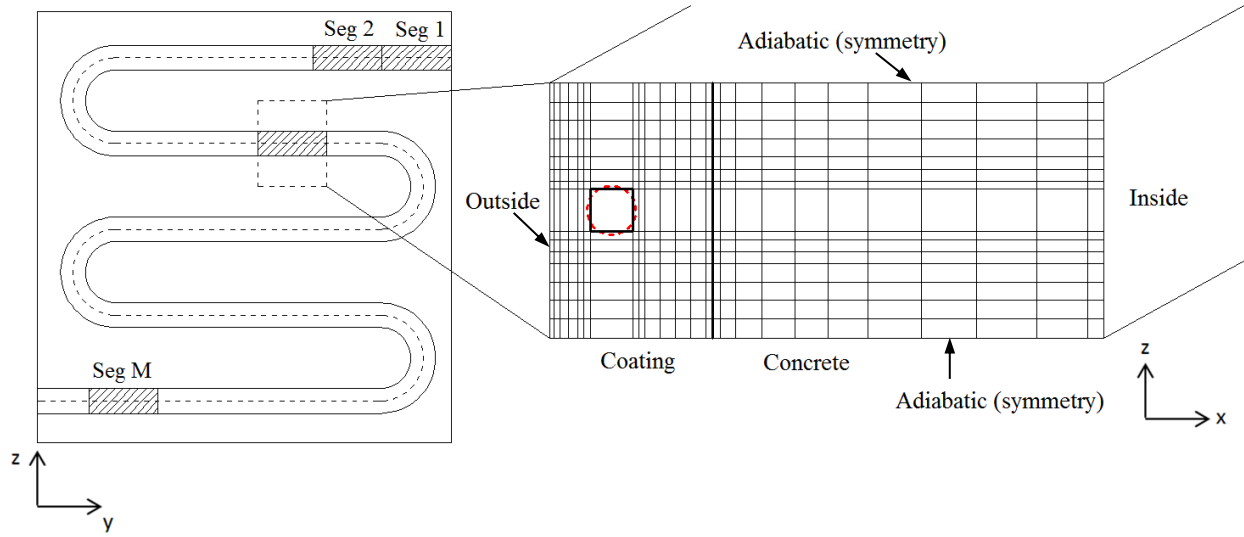 Seg 2
Seg 1
Adiabatic (symmetry)
Outside
Inside
Seg M
Coating
Concrete
Adiabatic (symmetry)
z
x
z
y